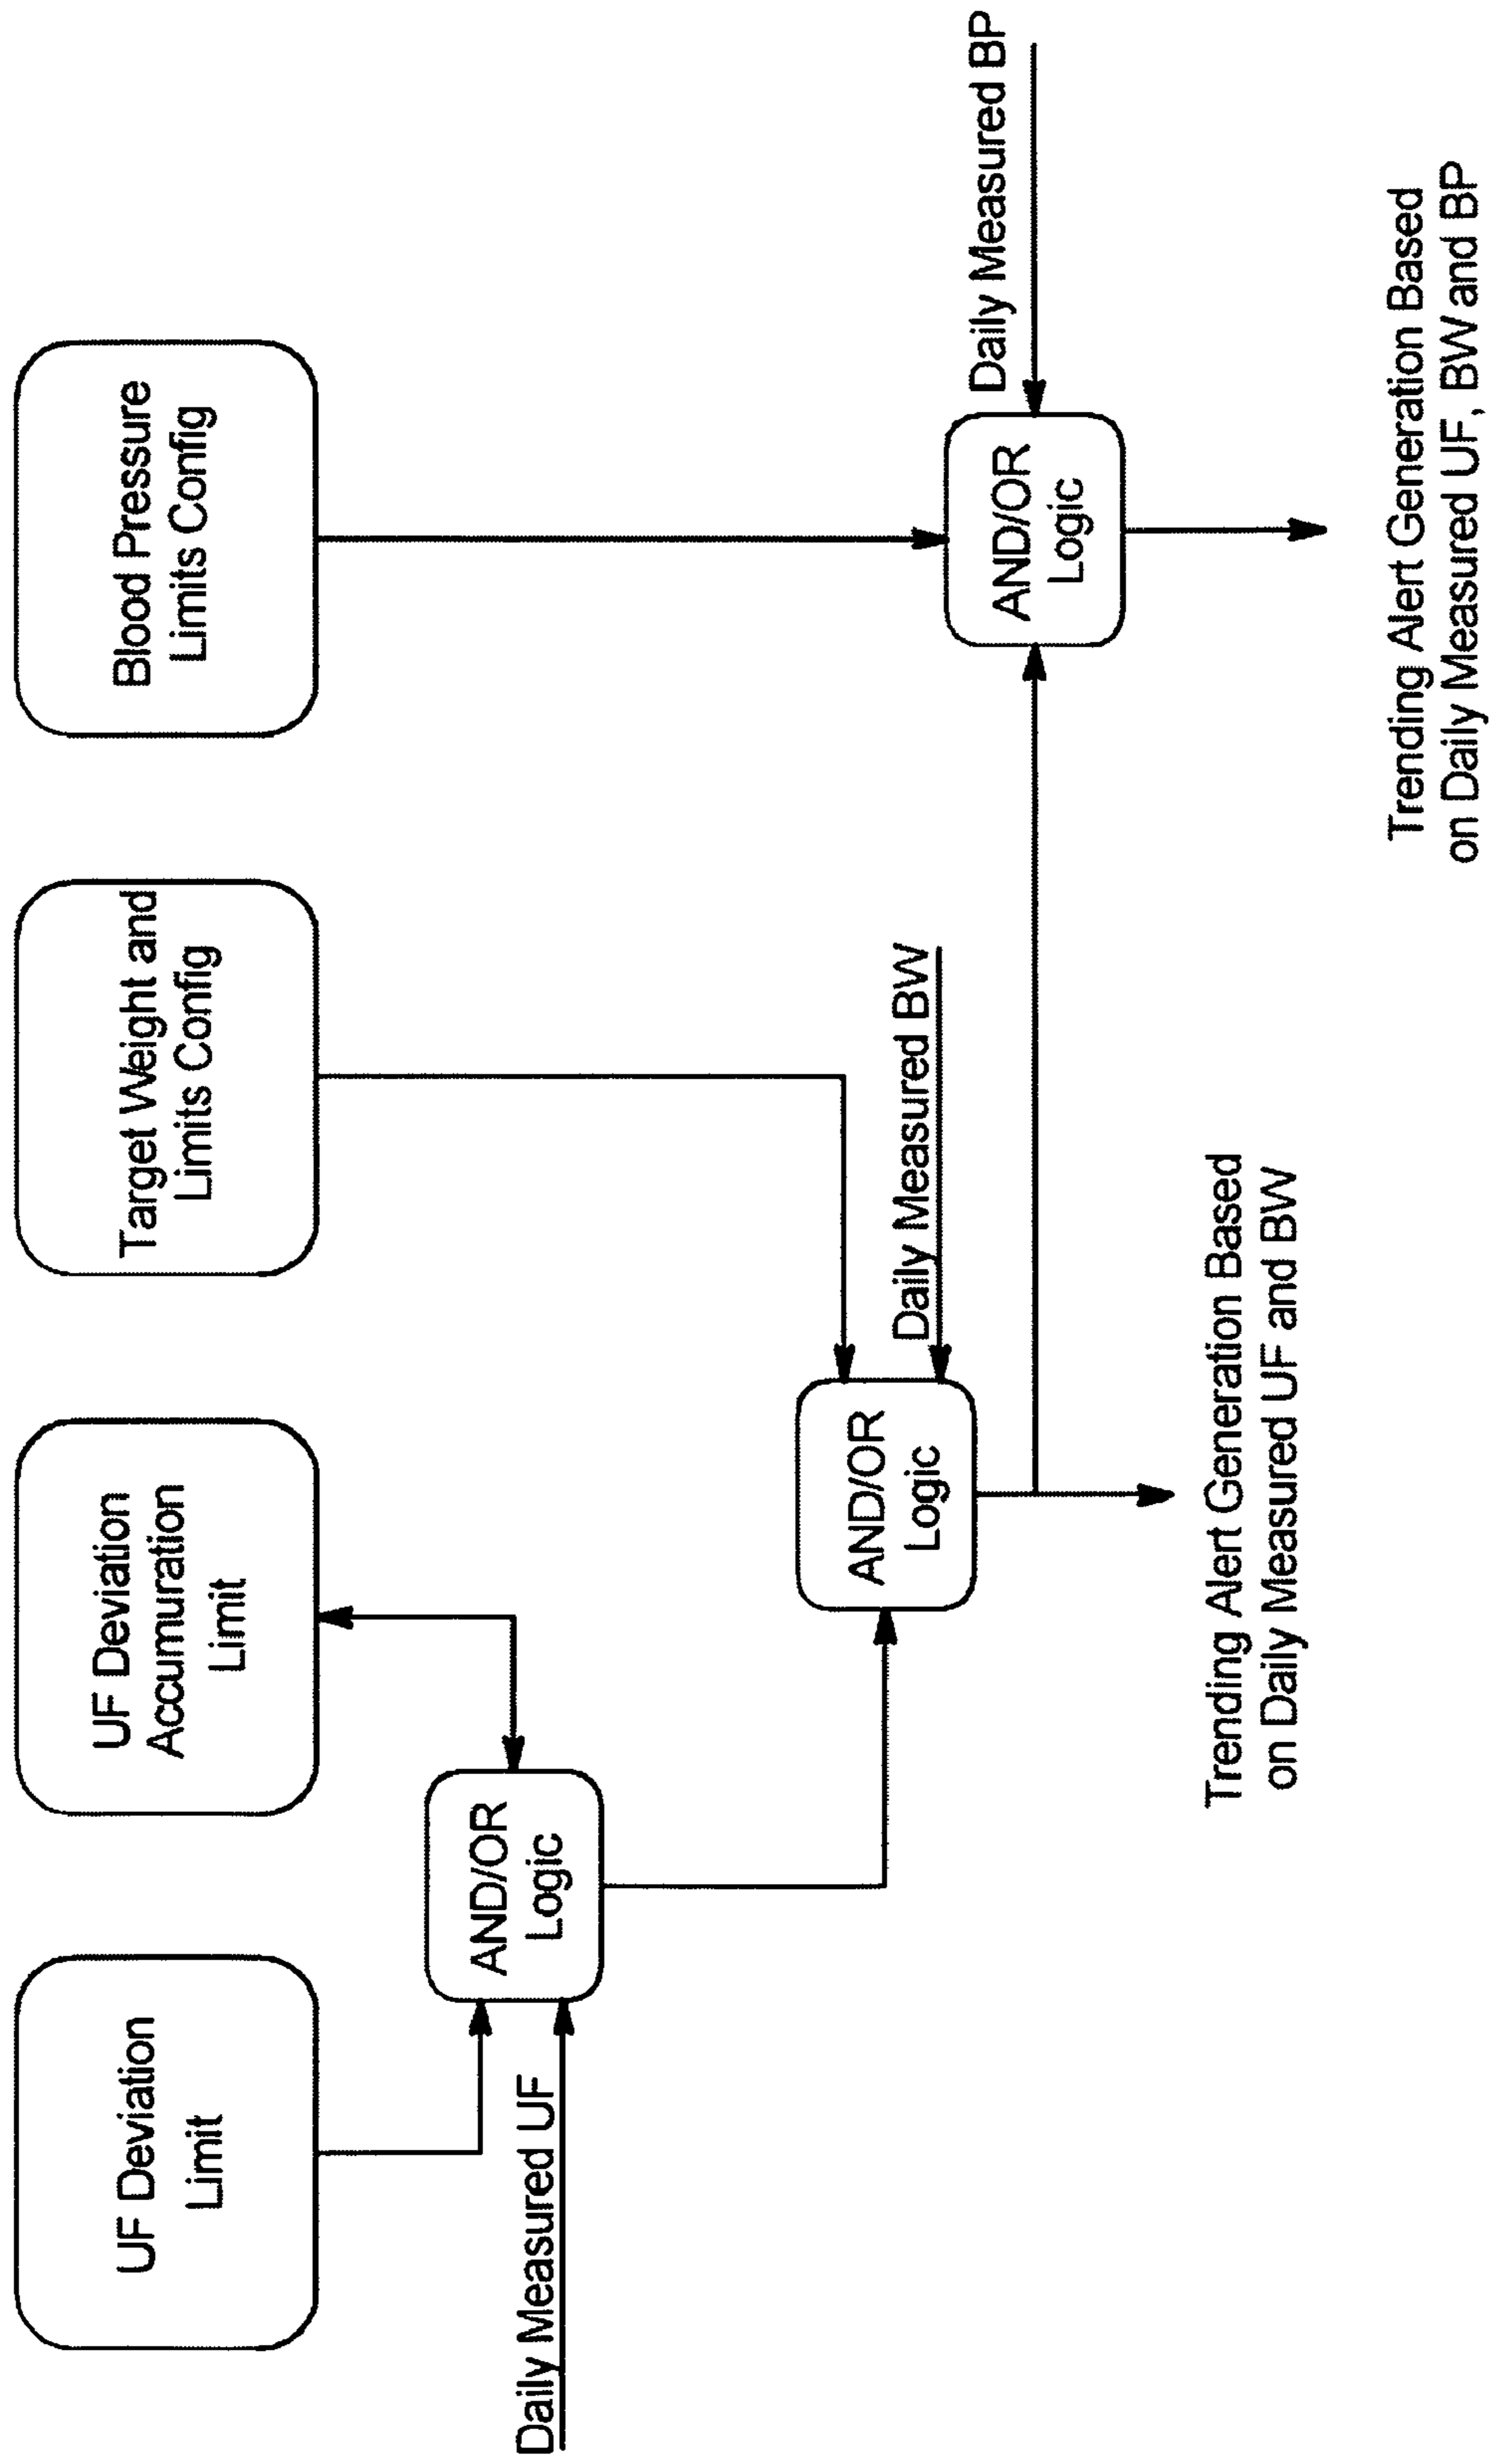 UF Deviation
Limit
UF Deviation
Accumuration
Limit
Target Weight and
Limits Config
Blood Pressure
Limits Config
Daily Measured UF
AND/OR
Logic
Daily Measured BW
AND/OR
Logic
Daily Measured BP
AND/OR
Logic
Trending Alert Generation Based
on Daily Measured UF and BW
Trending Alert Generation Based
on Daily Measured UF, BW and BP